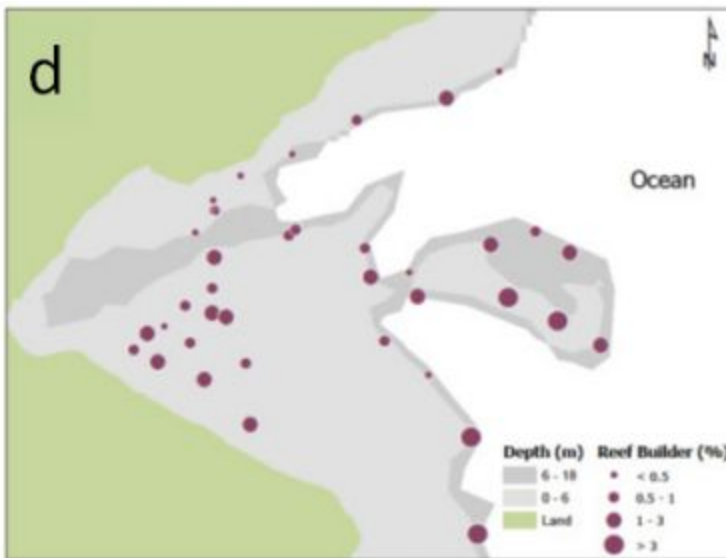 d
N
Ocean
Depth (m)
6 - 18
0 - 6
Land
Reef Builder (%)
< 0.5
0.5 - 1
1 - 3
> 3